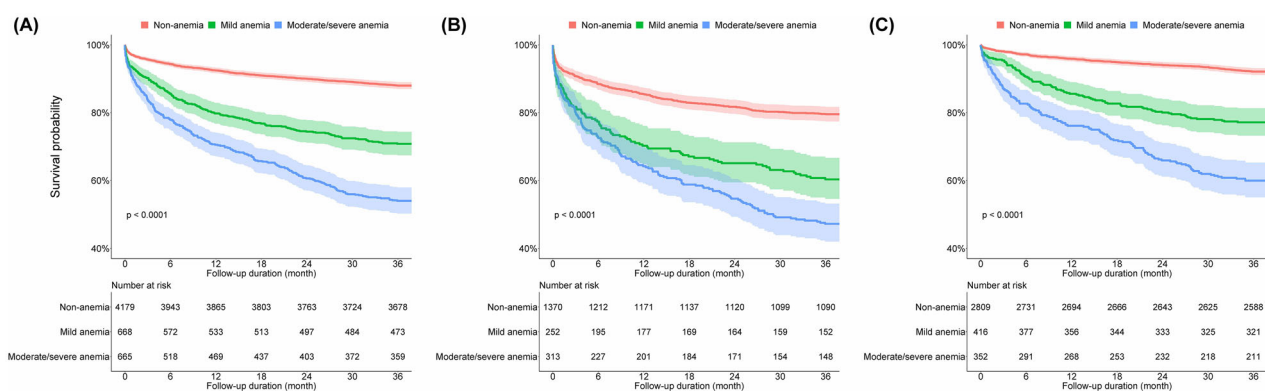 (A)
Non-anemia Mild anemia Moderate/severe anemia
Survival probability
100%
80%
60%
40%
p < 0.0001
0 6 12 18 24 30 36
Follow-up duration (month)
Number at risk
Non-anemia 4179 3943 3865 3803 3763 3724 3678
Mild anemia 668 572 533 513 497 484 473
Moderate/severe anemia 665 518 469 437 403 372 359
0 6 12 18 24 30 36
Follow-up duration (month)
(B)
Non-anemia Mild anemia Moderate/severe anemia
100%
80%
60%
40%
p < 0.0001
0 6 12 18 24 30 36
Follow-up duration (month)
Number at risk
Non-anemia 1370 1212 1171 1137 1120 1099 1090
Mild anemia 252 195 177 169 164 159 152
Moderate/severe anemia 313 227 201 184 171 154 148
0 6 12 18 24 30 36
Follow-up duration (month)
(C)
Non-anemia Mild anemia Moderate/severe anemia
100%
80%
60%
40%
p < 0.0001
0 6 12 18 24 30 36
Follow-up duration (month)
Number at risk
Non-anemia 2809 2731 2694 2666 2643 2625 2588
Mild anemia 416 377 356 344 333 325 321
Moderate/severe anemia 352 291 268 253 232 218 211
0 6 12 18 24 30 36
Follow-up duration (month)